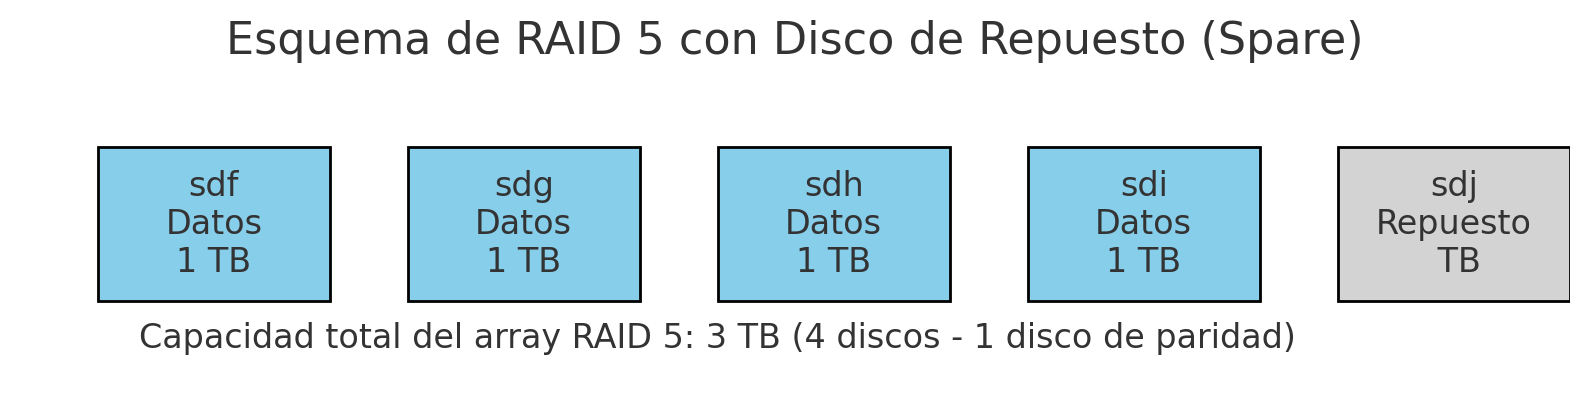 Esquema de RAID 5 con Disco de Repuesto (Spare)
sdf
Datos
1 TB
sdg
Datos
1 TB
sdh
Datos
1 TB
sdi
Datos
1 TB
sdj
Repuesto
TB
Capacidad total del array RAID 5: 3 TB (4 discos - 1 disco de paridad)